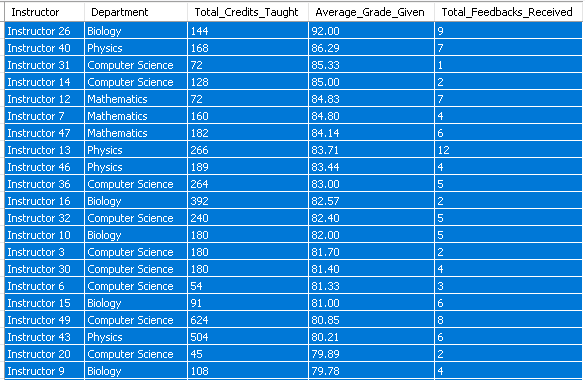 Instructor Department Total_Credits_Taught Average_Grade_Given Total_Feedbacks_Received
Instructor 26 Biology 144 92.00 9
Instructor 40 Physics 168 86.29 7
Instructor 31 Computer Science 72 85.33 1
Instructor 14 Computer Science 128 85.00 2
Instructor 12 Mathematics 72 84.83 7
Instructor 7 Mathematics 160 84.80 4
Instructor 47 Mathematics 182 84.14 6
Instructor 13 Physics 266 83.71 12
Instructor 46 Physics 189 83.44 4
Instructor 36 Computer Science 264 83.00 5
Instructor 16 Biology 392 82.57 2
Instructor 32 Computer Science 240 82.40 5
Instructor 10 Biology 180 82.00 5
Instructor 3 Computer Science 180 81.70 2
Instructor 30 Computer Science 180 81.40 4
Instructor 6 Computer Science 54 81.33 3
Instructor 15 Biology 91 81.00 6
Instructor 49 Computer Science 624 80.85 8
Instructor 43 Physics 504 80.21 6
Instructor 20 Computer Science 45 79.89 2
Instructor 9 Biology 108 79.78 4